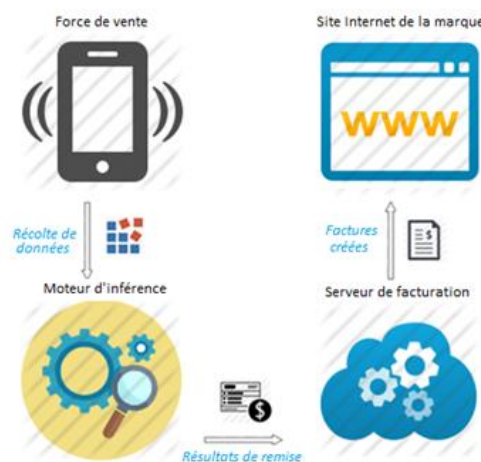 Force de vente
Site Internet de la marque
www
Récolte de
données
Factures
créées
$
Moteur d'inférence
Serveur de facturation
$
Résultats de remise